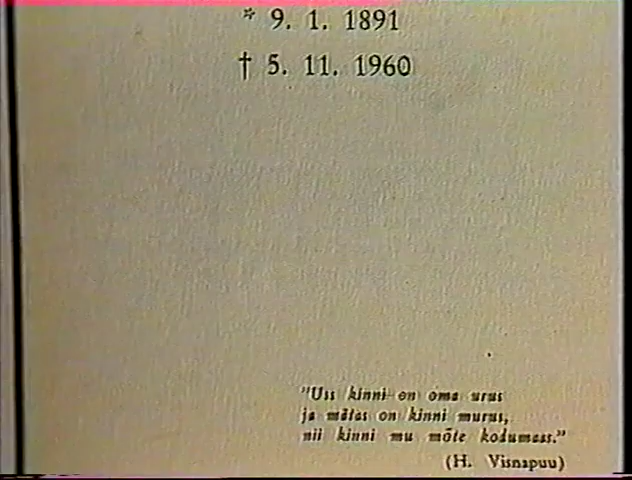 * 9. 1. 1891
† 5. 11. 1960
"Uss kinni on oma urus
ja mätas on kinni murus,
nii kinni mu mõte kodumaas."
(H. Visnapuu)